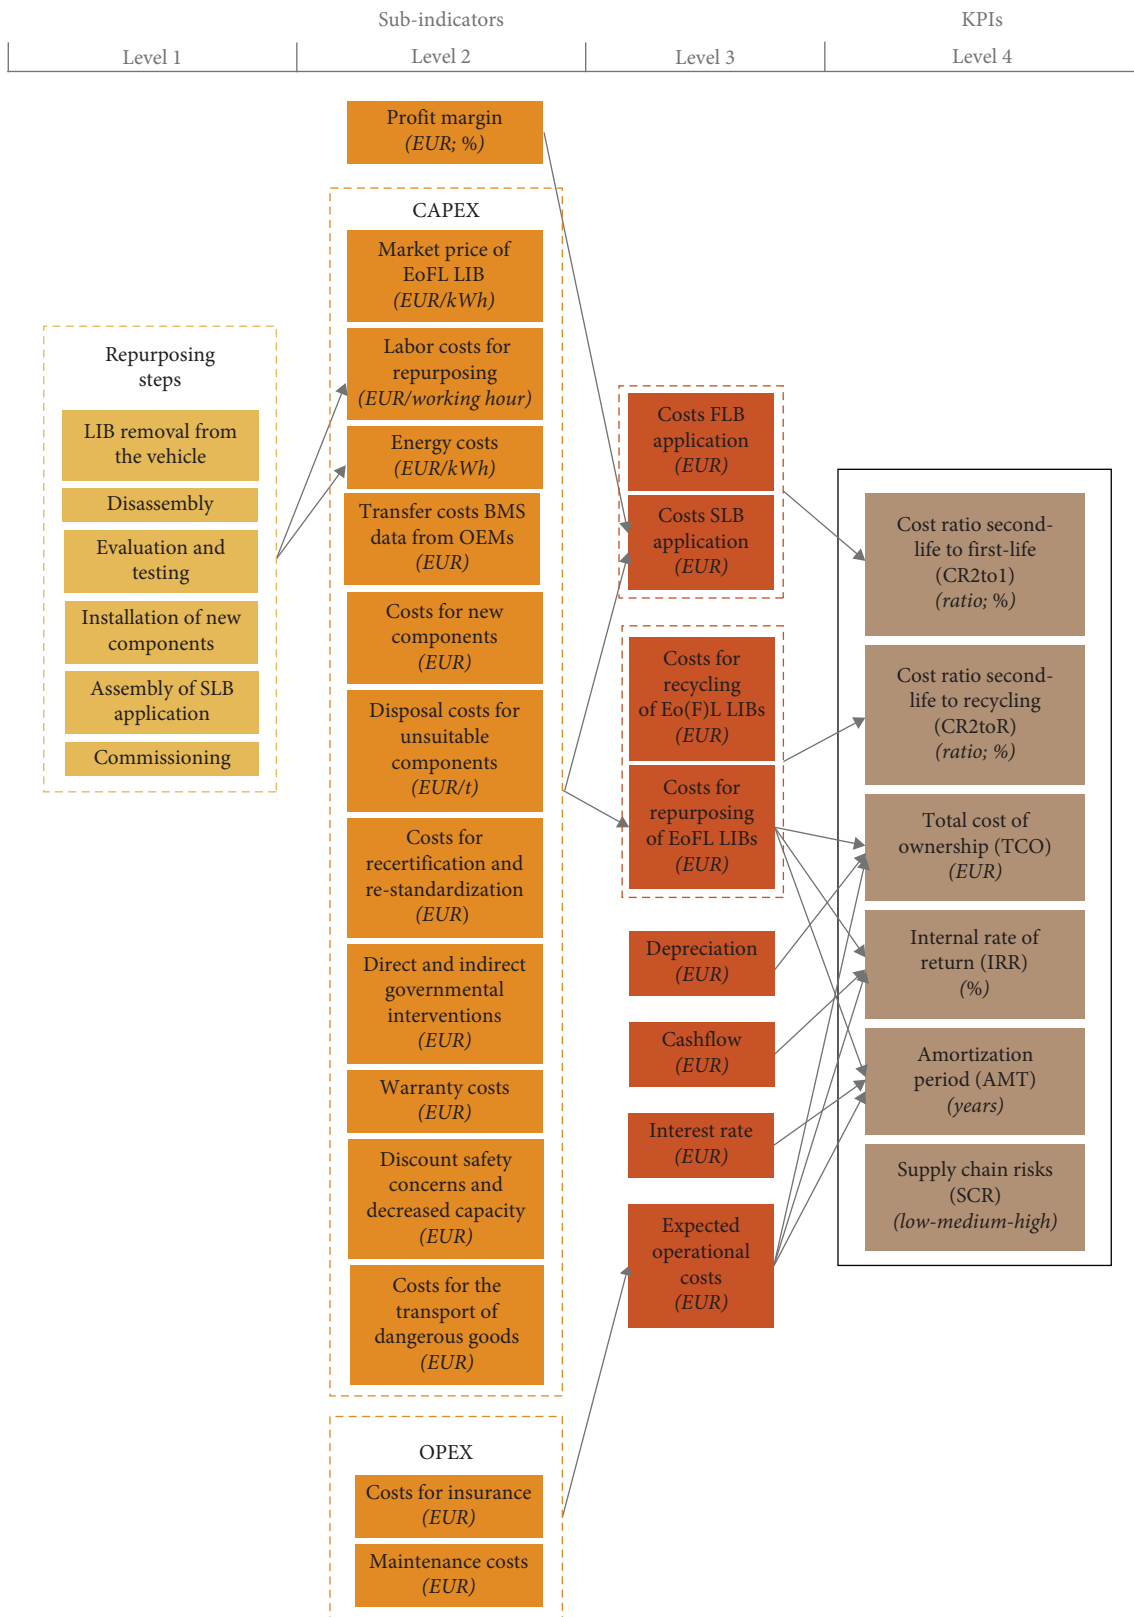 Sub-indicators
KPIs
Level 1
Level 2
Level 3
Level 4
Repurposing
steps
LIB removal from
the vehicle
Disassembly
Evaluation and
testing
Installation of new
components
Assembly of SLB
application
Commissioning
Profit margin
(EUR; %)
CAPEX
Market price of
EoFL LIB
(EUR/kWh)
Labor costs for
repurposing
(EUR/working hour)
Energy costs
(EUR/kWh)
Transfer costs BMS
data from OEMs
(EUR)
Costs for new
components
(EUR)
Disposal costs for
unsuitable
components
(EUR/t)
Costs for
recertification and
re-standardization
(EUR)
Direct and indirect
governmental
interventions
(EUR)
Warranty costs
(EUR)
Discount safety
concerns and
decreased capacity
(EUR)
Costs for the
transport of
dangerous goods
(EUR)
OPEX
Costs for insurance
(EUR)
Maintenance costs
(EUR)
Costs FLB
application
(EUR)
Costs SLB
application
(EUR)
Costs for
recycling
of Eo(F)L LIBs
(EUR)
Costs for
repurposing
of EoFL LIBs
(EUR)
Depreciation
(EUR)
Cashflow
(EUR)
Interest rate
(EUR)
Expected
operational
costs
(EUR)
Cost ratio second-
life to first-life
(CR2to1)
(ratio; %)
Cost ratio second-
life to recycling
(CR2toR)
(ratio; %)
Total cost of
ownership (TCO)
(EUR)
Internal rate of
return (IRR)
(%)
Amortization
period (AMT)
(years)
Supply chain risks
(SCR)
(low-medium-high)